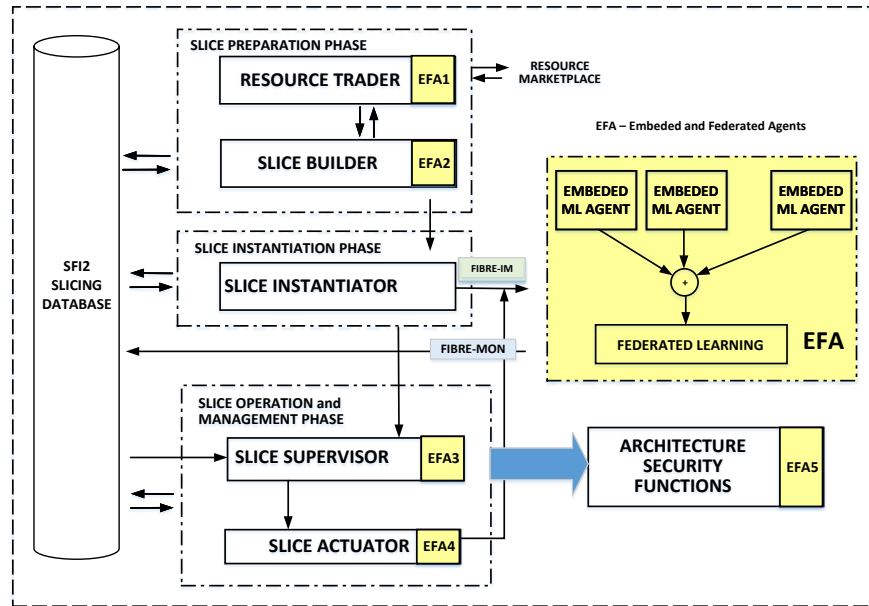 SLICE PREPARATION PHASE
RESOURCE TRADER
EFA1
RESOURCE
MARKETPLACE
SLICE BUILDER
EFA2
EFA – Embeded and Federated Agents
EMBEDED
ML AGENT
EMBEDED
ML AGENT
EMBEDED
ML AGENT
+
FEDERATED LEARNING
EFA
SFI2
SLICING
DATABASE
SLICE INSTANTIATION PHASE
SLICE INSTANTIATOR
FIBRE-IM
FIBRE-MON
SLICE OPERATION and
MANAGEMENT PHASE
SLICE SUPERVISOR
EFA3
SLICE ACTUATOR
EFA4
ARCHITECTURE
SECURITY
FUNCTIONS
EFA5